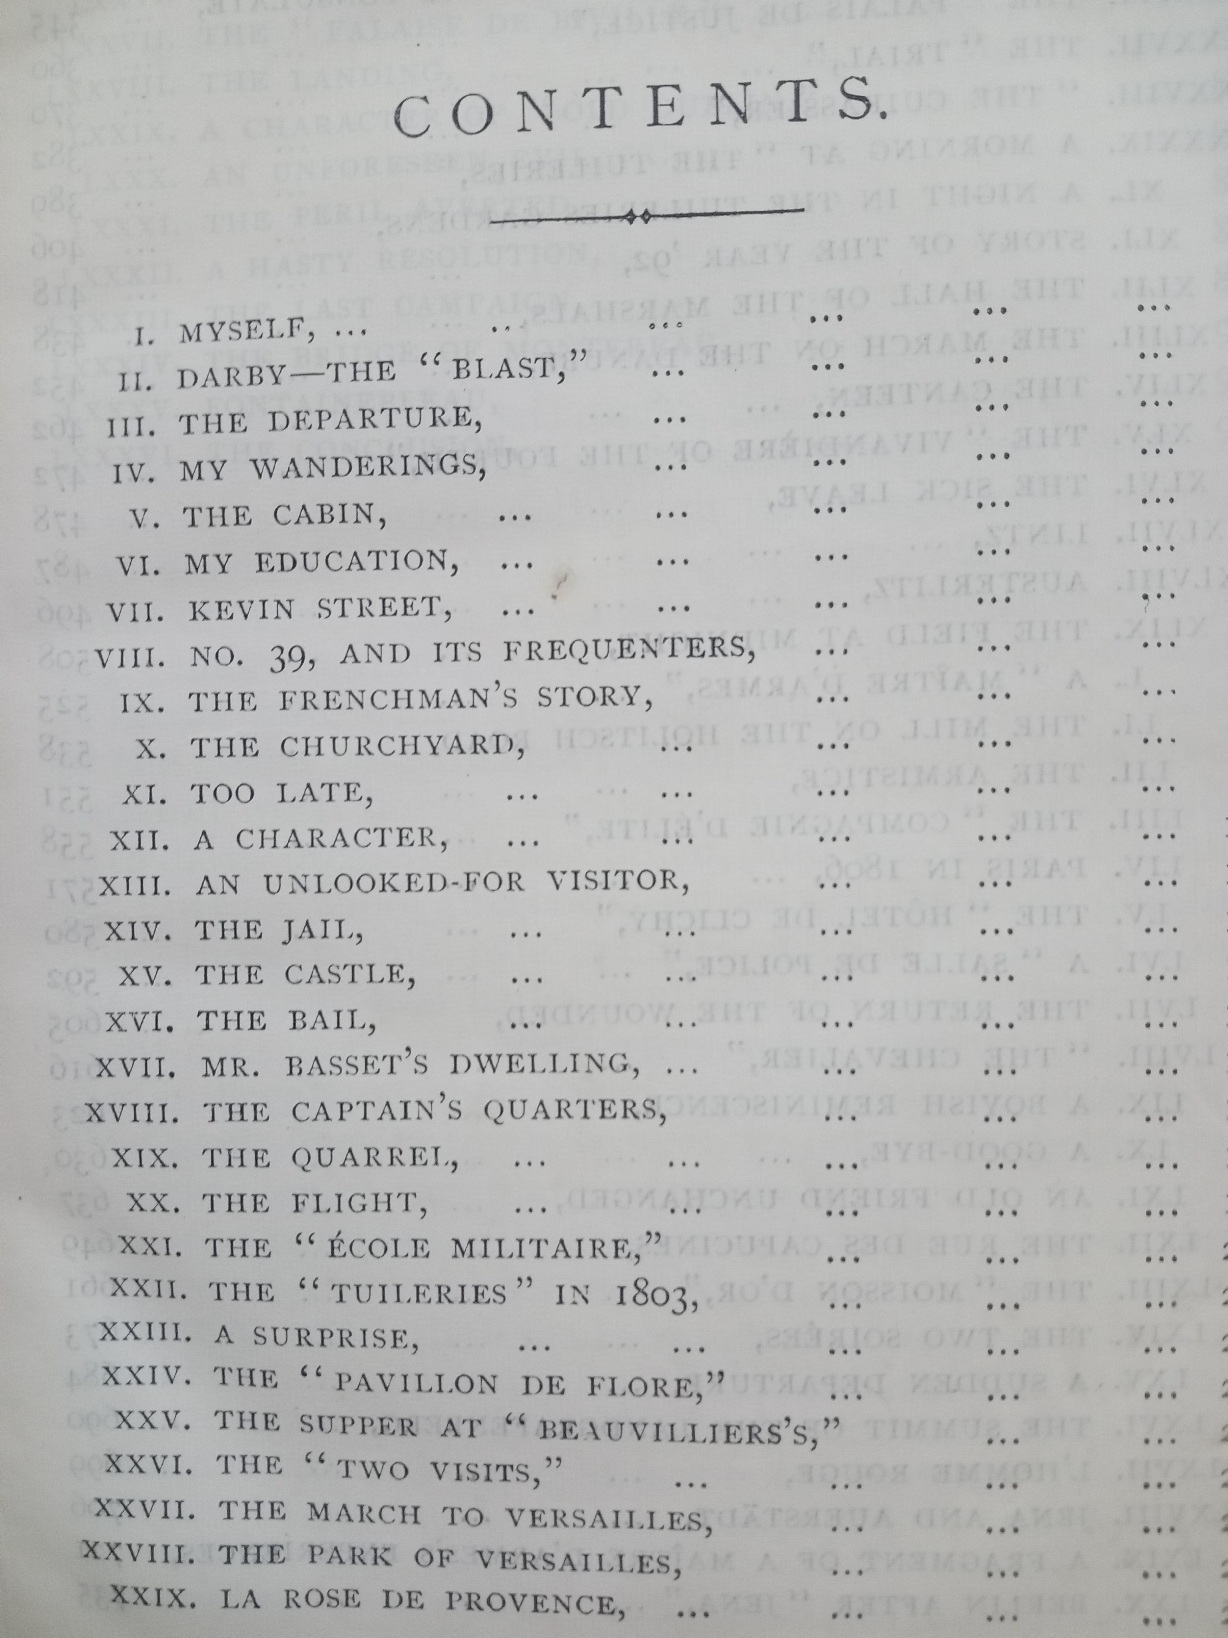 CONTENTS.
I. MYSELF, ... ... ... ... ... ...
II. DARBY—THE "BLAST," ... ... ... ...
III. THE DEPARTURE, ... ... ... ...
IV. MY WANDERINGS, ... ... ... ...
V. THE CABIN, ... ... ... ... ...
VI. MY EDUCATION, ... ... ... ... ...
VII. KEVIN STREET, ... ... ... ... ...
VIII. NO. 39, AND ITS FREQUENTERS, ... ... ...
IX. THE FRENCHMAN'S STORY, ... ... ...
X. THE CHURCHYARD, ... ... ... ...
XI. TOO LATE, ... ... ... ... ...
XII. A CHARACTER, ... ... ... ... ...
XIII. AN UNLOOKED-FOR VISITOR, ... ... ...
XIV. THE JAIL, ... ... ... ... ...
XV. THE CASTLE, ... ... ... ... ...
XVI. THE BAIL, ... ... ... ... ...
XVII. MR. BASSET'S DWELLING, ... ... ... ...
XVIII. THE CAPTAIN'S QUARTERS, ... ... ...
XIX. THE QUARREL, ... ... ... ... ...
XX. THE FLIGHT, ... ... ... ... ...
XXI. THE "ÉCOLE MILITAIRE," ... ... ...
XXII. THE "TUILERIES" IN 1803, ... ... ...
XXIII. A SURPRISE, ... ... ... ... ...
XXIV. THE "PAVILLON DE FLORE," ... ... ...
XXV. THE SUPPER AT "BEAUVILLIERS'S," ... ...
XXVI. THE "TWO VISITS," ... ... ... ...
XXVII. THE MARCH TO VERSAILLES, ... ... ...
XXVIII. THE PARK OF VERSAILLES, ... ... ...
XXIX. LA ROSE DE PROVENCE, ... ... ... ...